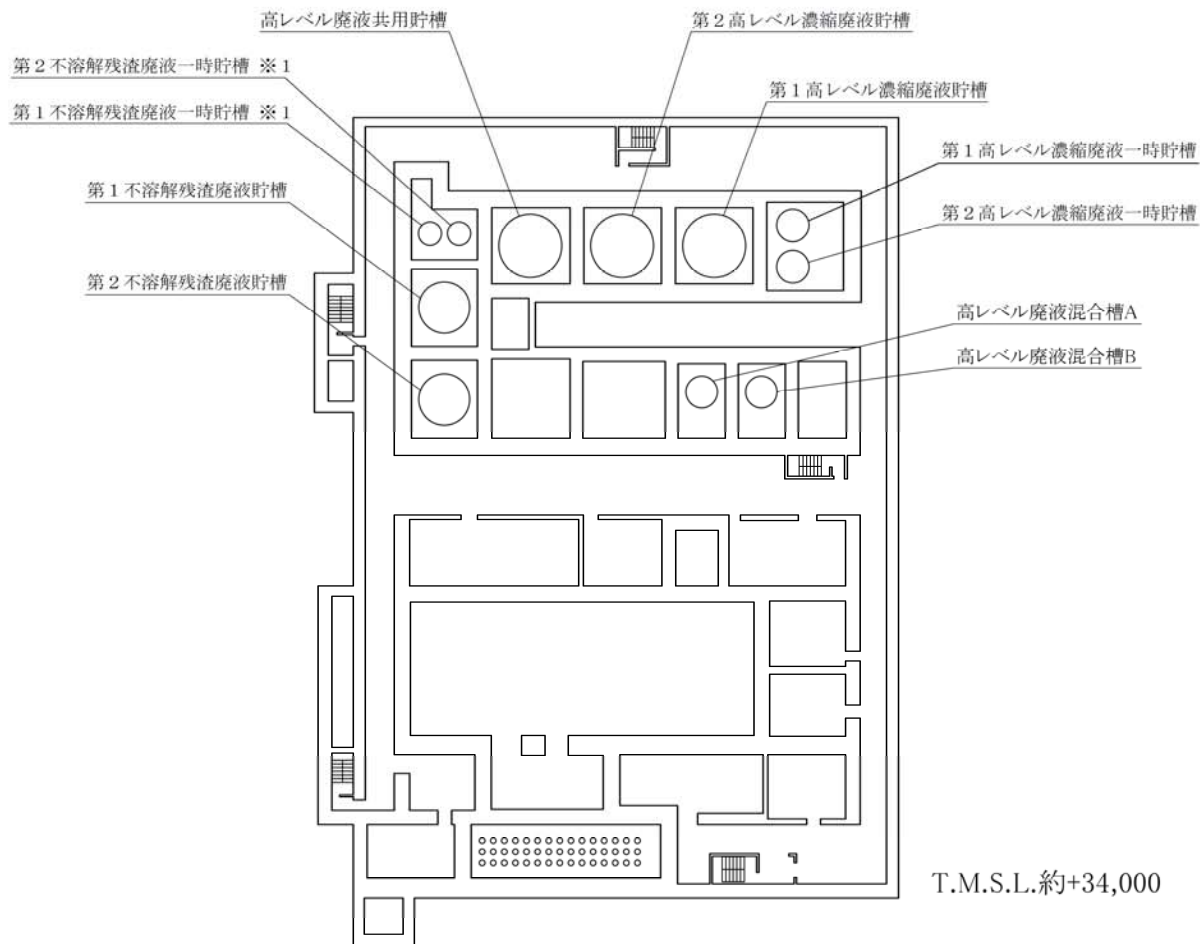 高レベル廃液共用貯槽
第2高レベル濃縮廃液貯槽
第2不溶解残渣廃液一時貯槽 ※1
第1高レベル濃縮廃液貯槽
第1不溶解残渣廃液一時貯槽 ※1
第1高レベル濃縮廃液一時貯槽
第1不溶解残渣廃液貯槽
第2高レベル濃縮廃液一時貯槽
第2不溶解残渣廃液貯槽
高レベル廃液混合槽A
高レベル廃液混合槽B
T.M.S.L.約+34,000